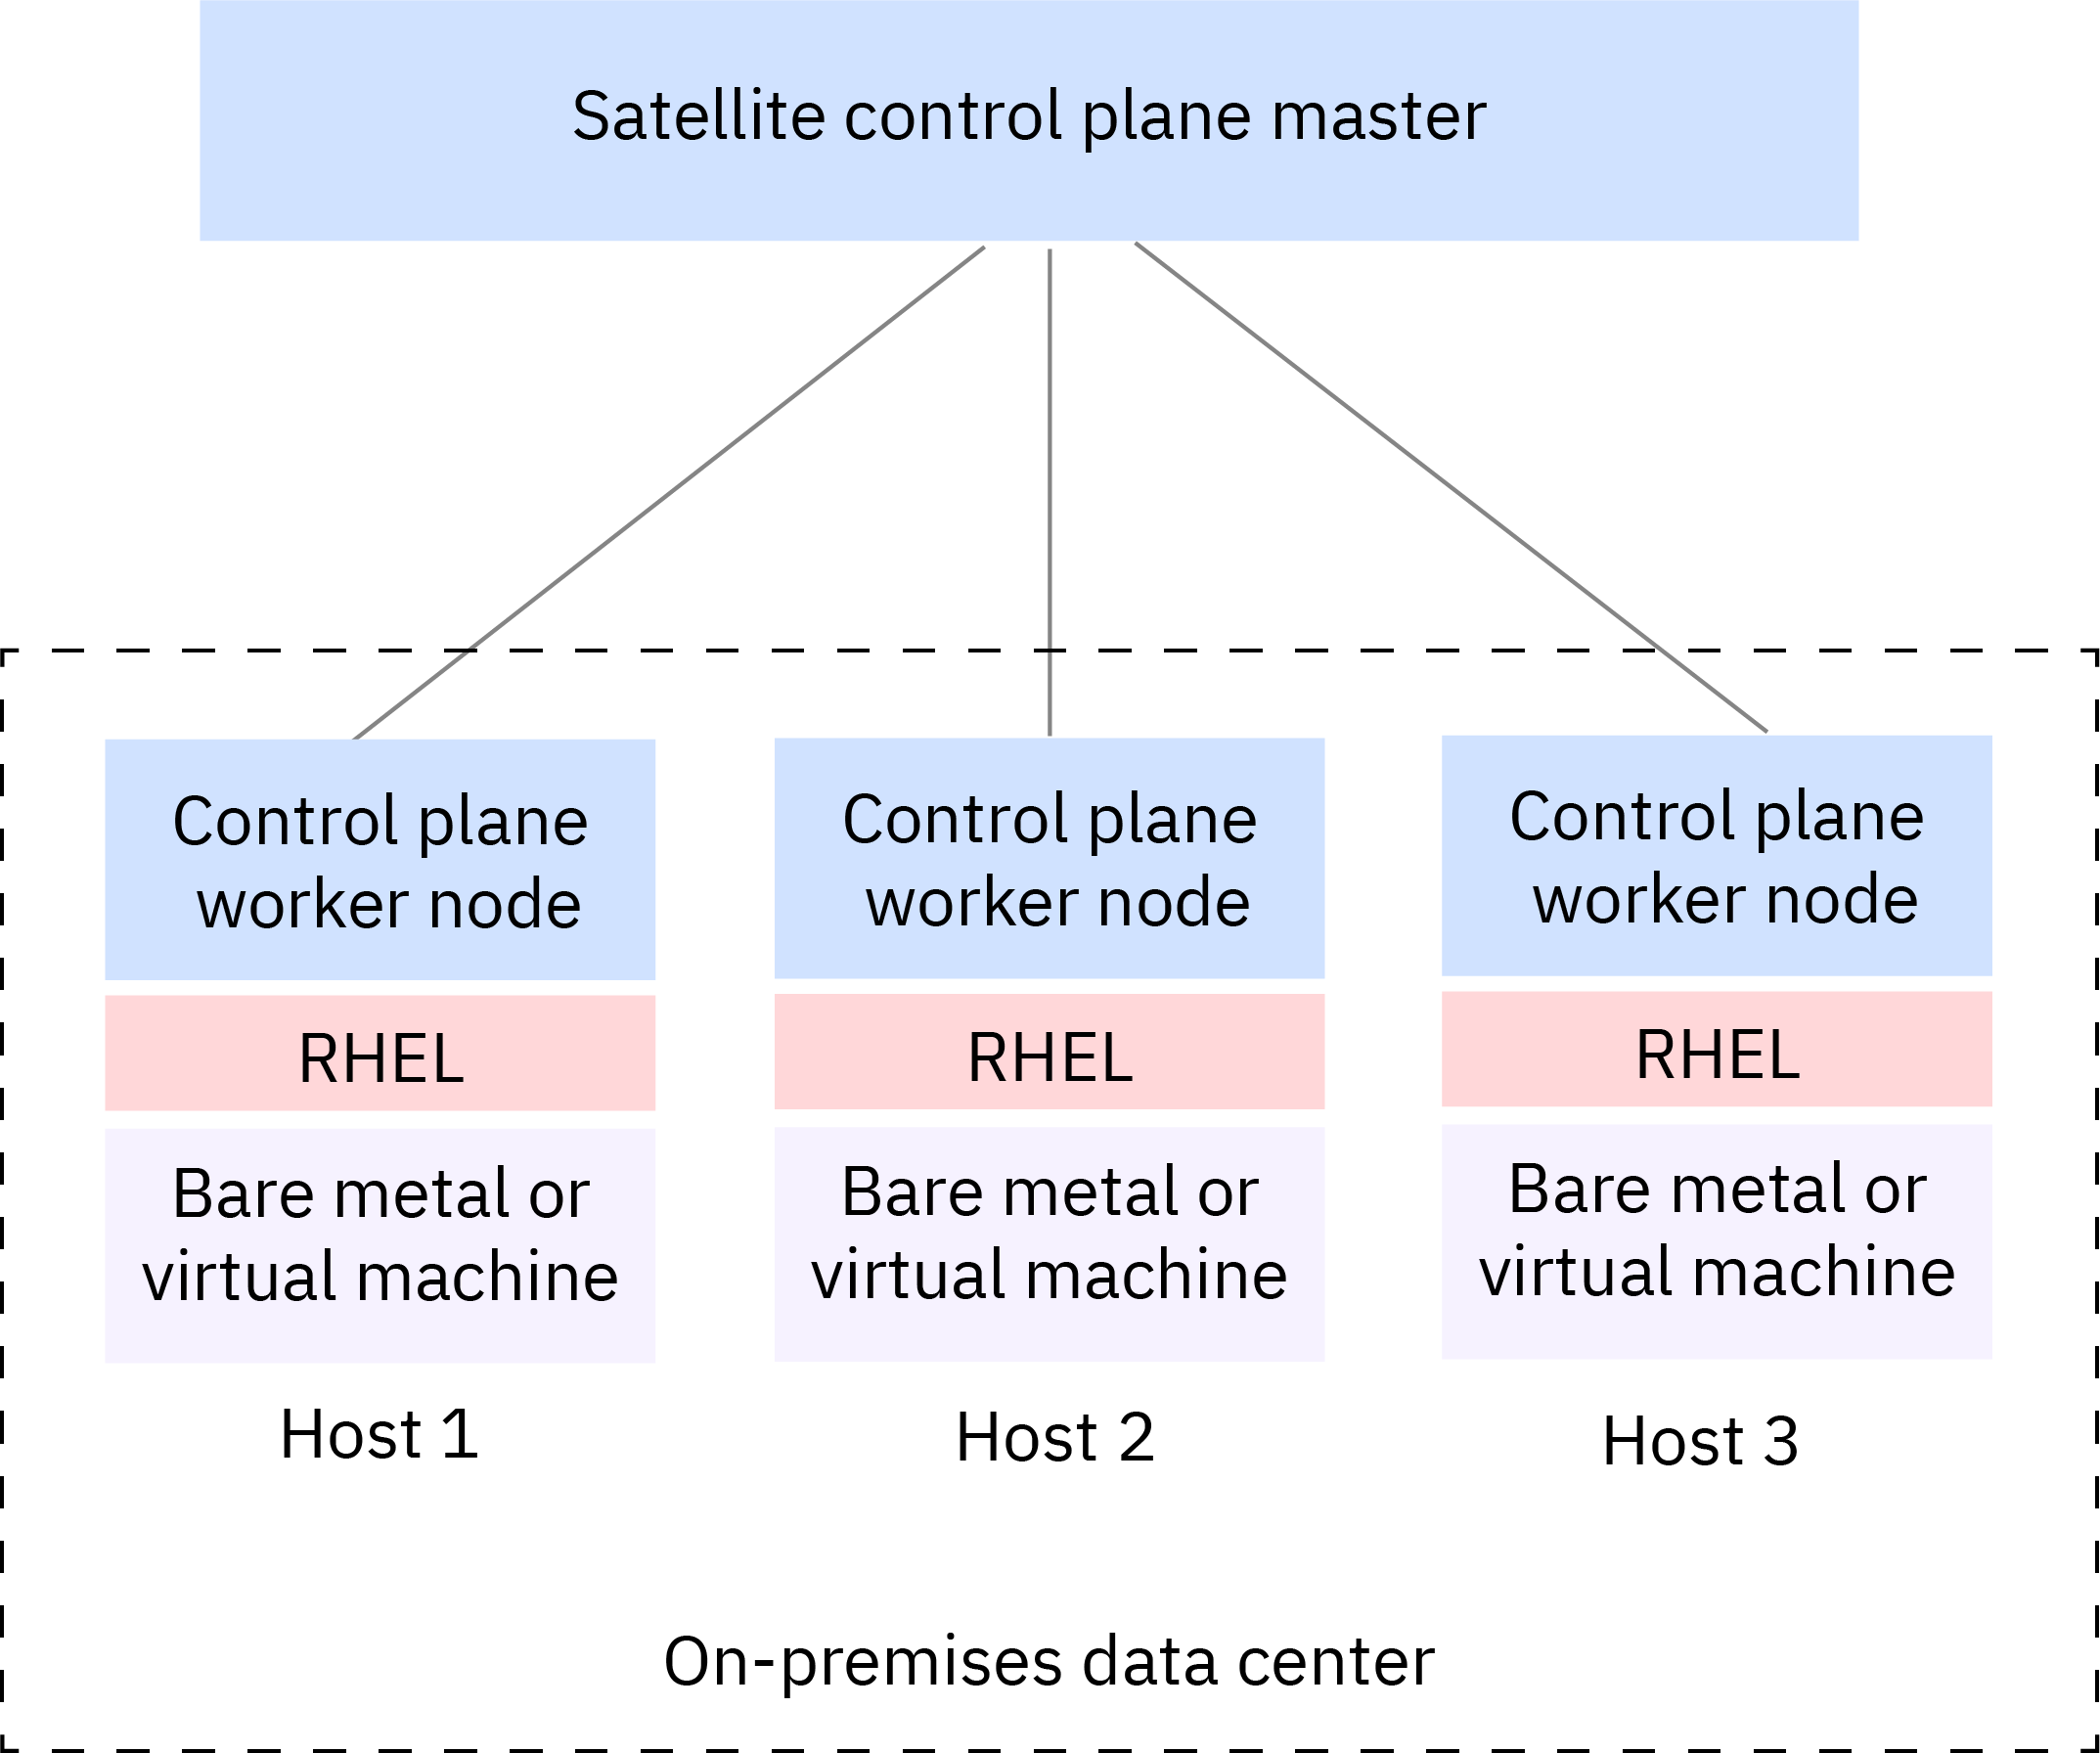 Satellite control plane master
Control plane
worker node
RHEL
Bare metal or
virtual machine
Host 1
Control plane
worker node
RHEL
Bare metal or
virtual machine
Host 2
Control plane
worker node
RHEL
Bare metal or
virtual machine
Host 3
On-premises data center